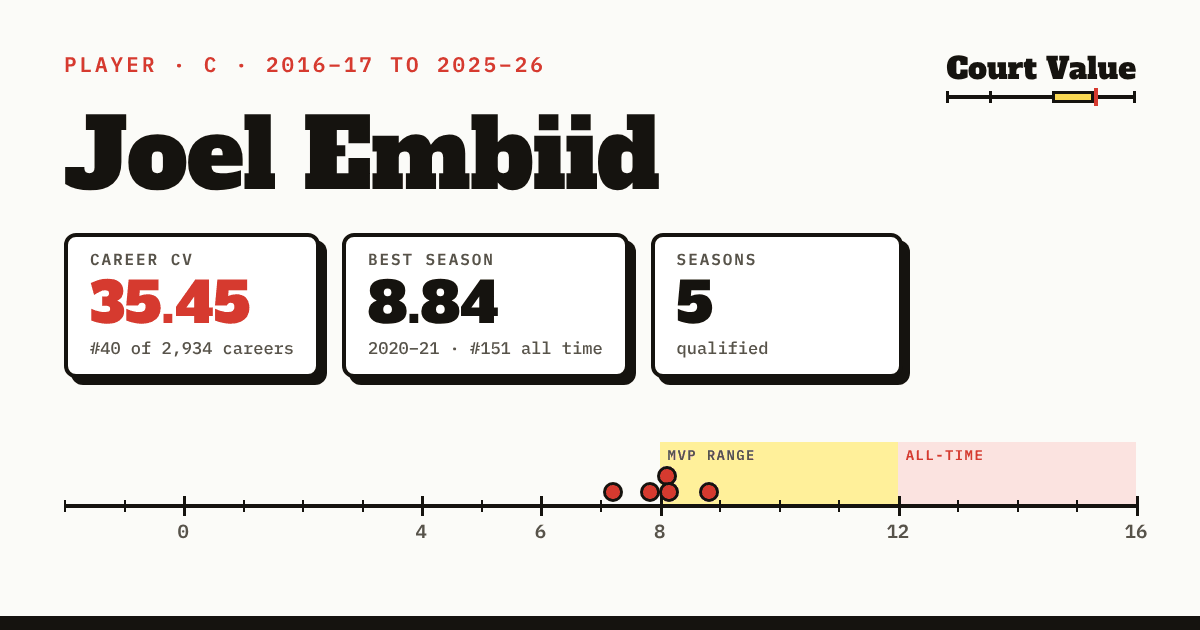 PLAYER · C · 2016–17 TO 2025–26
Court Value
Joel Embiid
CAREER CV
35.45
#40 of 2,934 careers
BEST SEASON
8.84
2020–21 · #151 all time
SEASONS
5
qualified
MVP RANGE
ALL-TIME
0 4 6 8 12 16